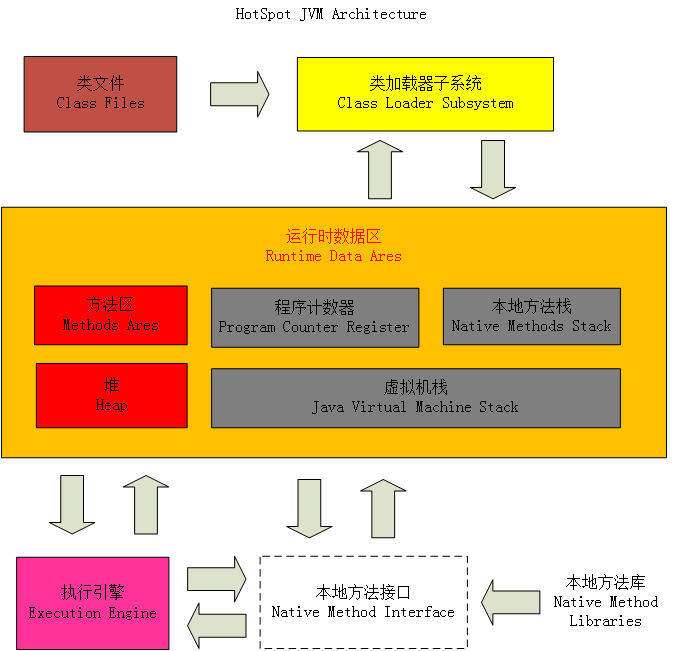 HotSpot JVM Architecture
类文件
Class Files
类加载器子系统
Class Loader Subsystem
运行时数据区
Runtime Data Ares
方法区
Methods Ares
程序计数器
Program Counter Register
本地方法栈
Native Methods Stack
堆
Heap
虚拟机栈
Java Virtual Machine Stack
执行引擎
Execution Engine
本地方法接口
Native Method Interface
本地方法库
Native Method
Libraries